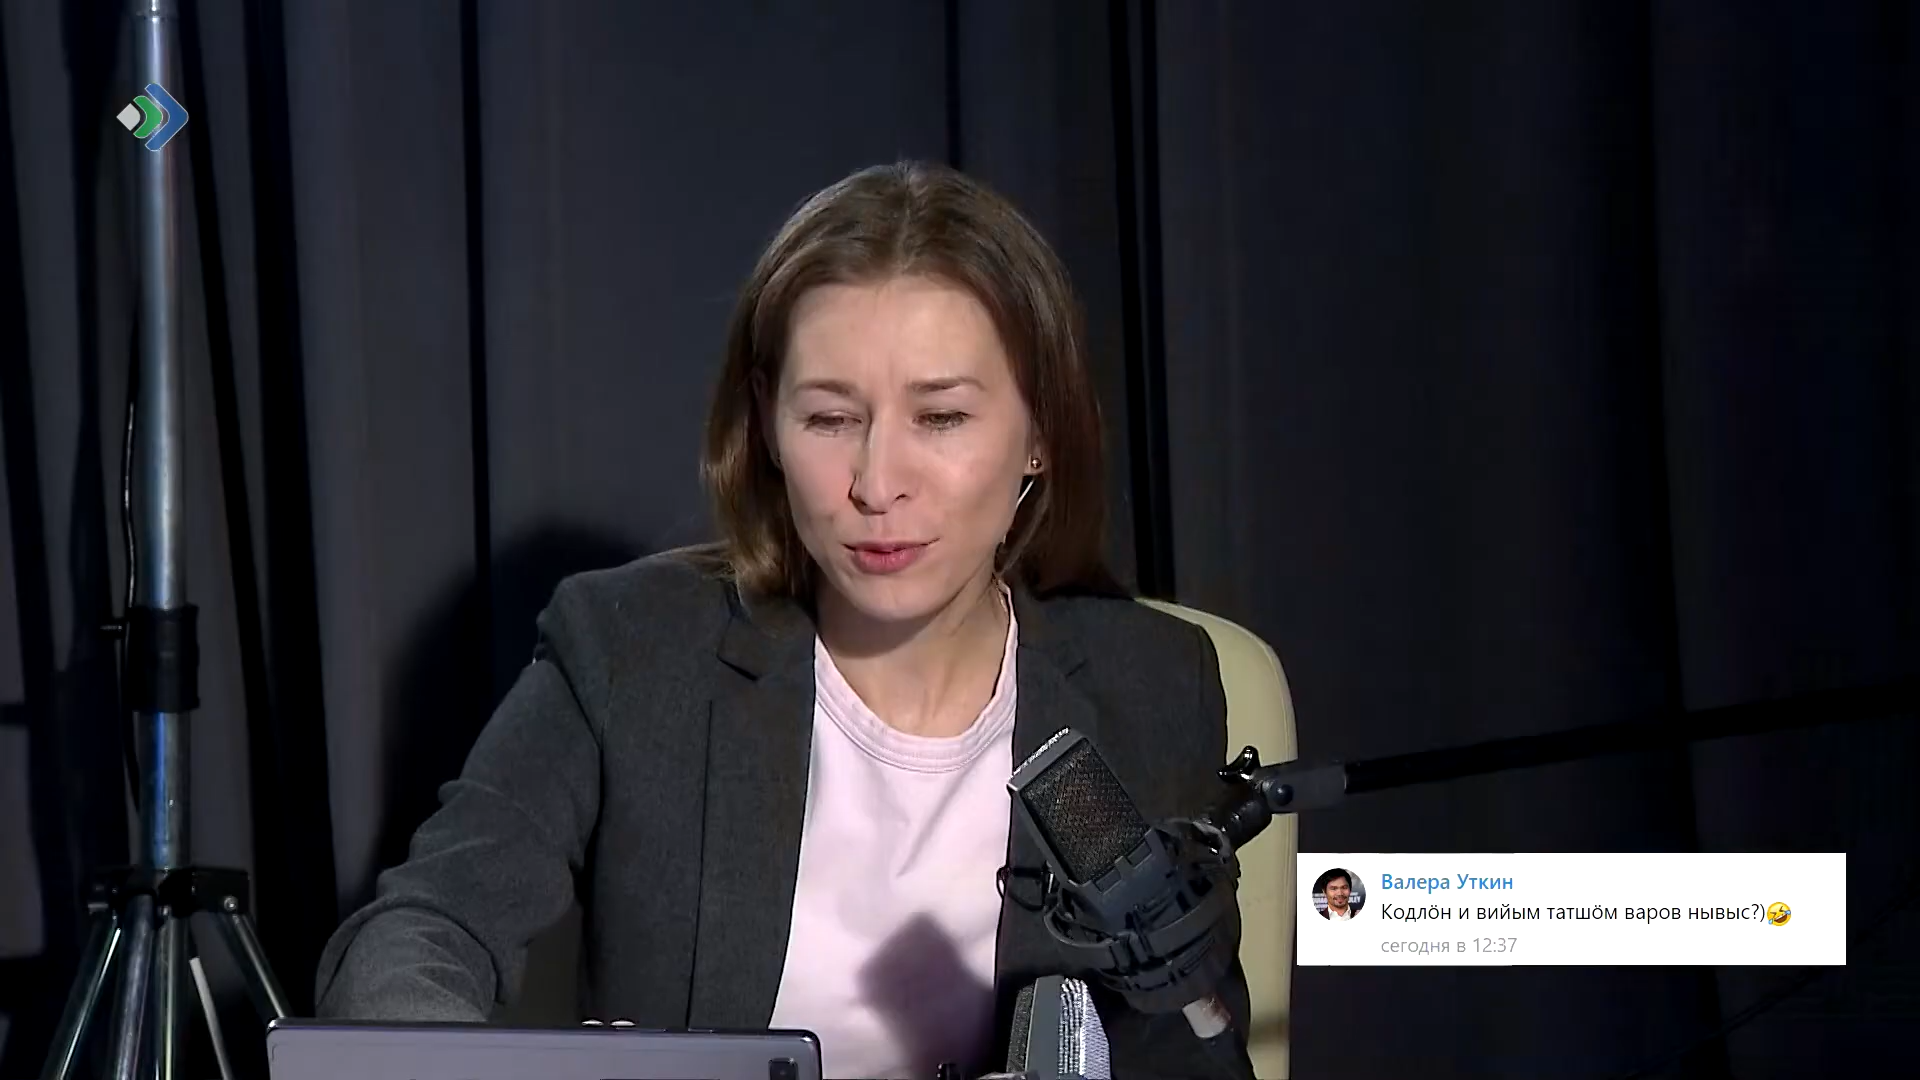 Валера Уткин
Кодлӧн и вийым татшӧм варов нывыс?)🤣
сегодня в 12:37